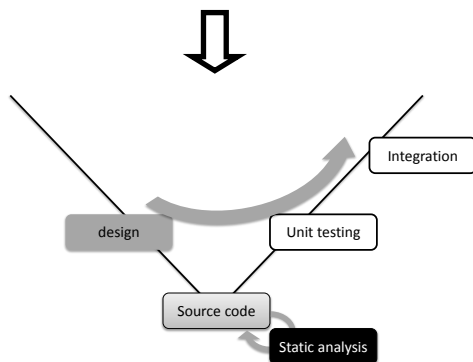 Integration
design
Unit testing
Source code
Static analysis